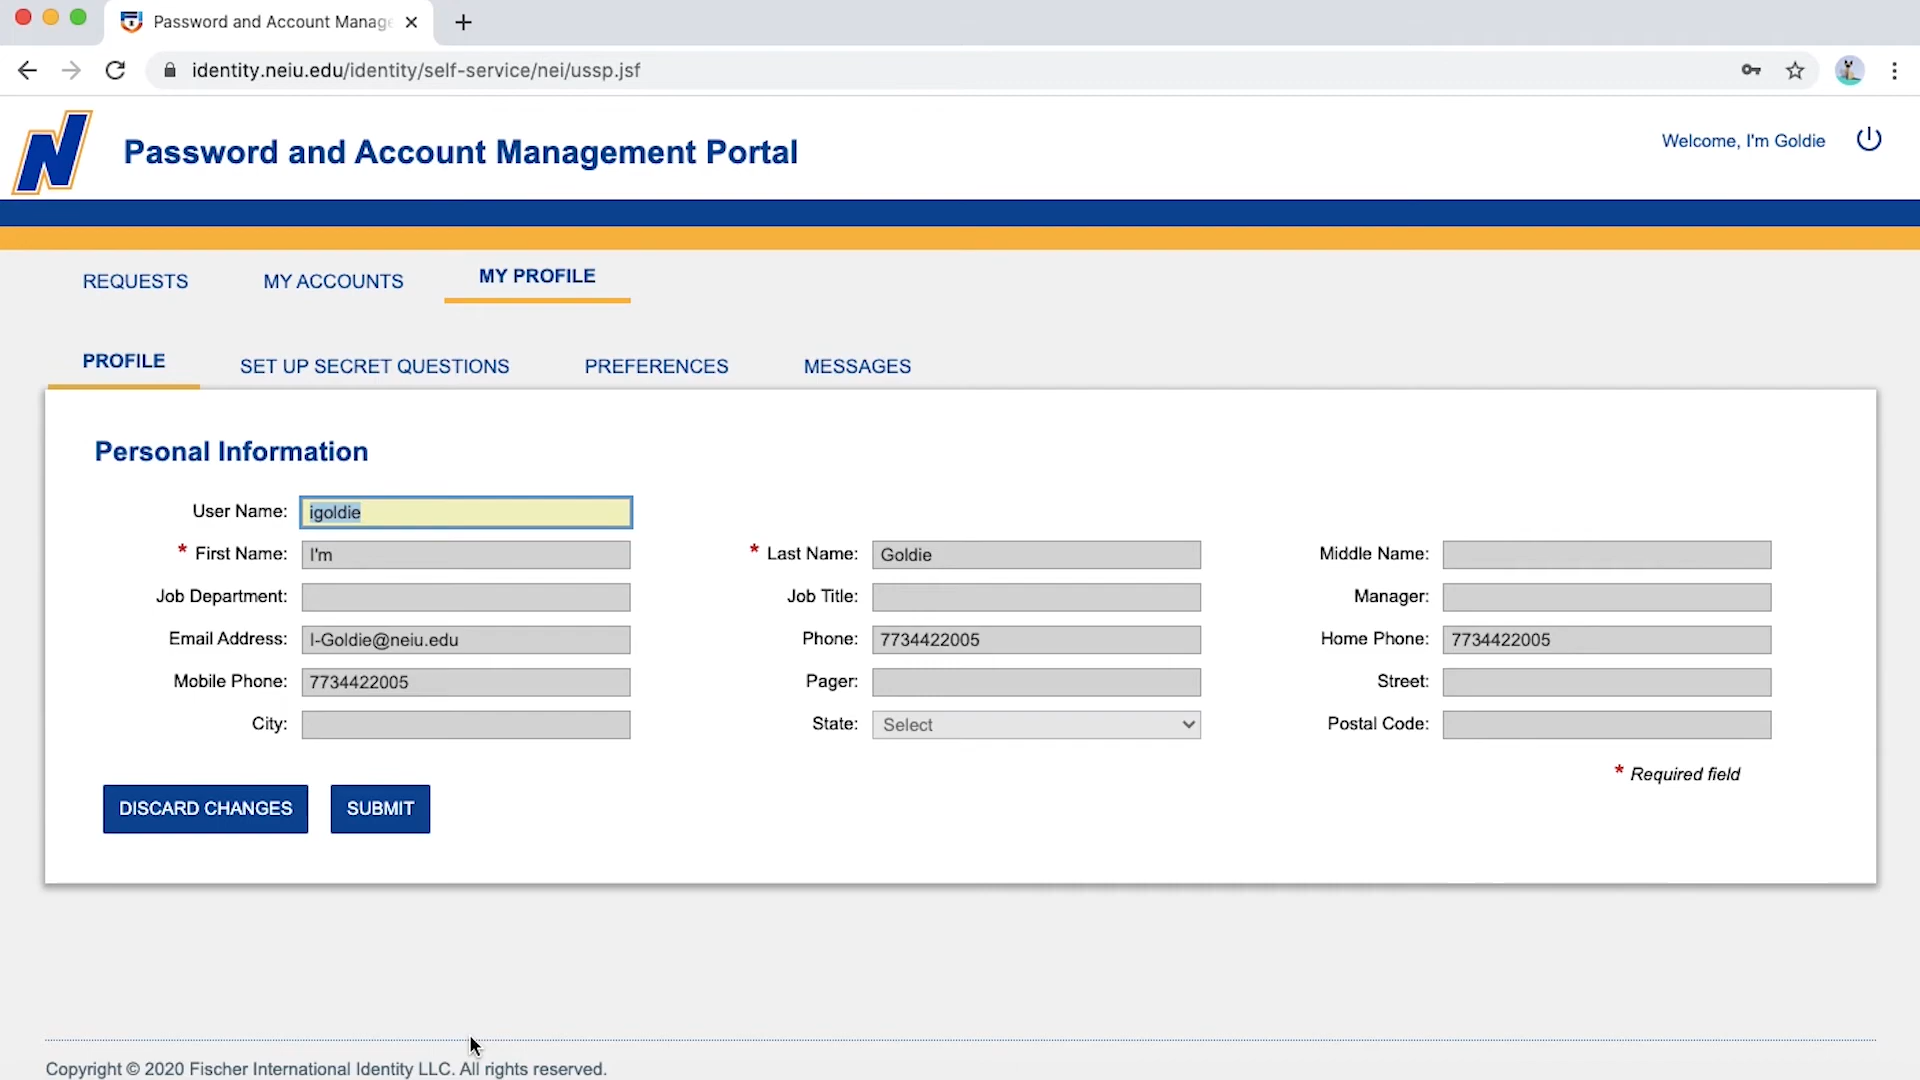 Password and Account Manage
identity.neiu.edu/identity/self-service/nei/ussp.jsf
N
Password and Account Management Portal
Welcome, I'm Goldie
REQUESTS
MY ACCOUNTS
MY PROFILE
PROFILE
SET UP SECRET QUESTIONS
PREFERENCES
MESSAGES
Personal Information
User Name: igoldie
* First Name: I'm
* Last Name: Goldie
Middle Name:
Job Department:
Job Title:
Manager:
Email Address: I-Goldie@neiu.edu
Phone: 7734422005
Home Phone: 7734422005
Mobile Phone: 7734422005
Pager:
Street:
City:
State: Select
Postal Code:
* Required field
DISCARD CHANGES
SUBMIT
Copyright © 2020 Fischer International Identity LLC. All rights reserved.